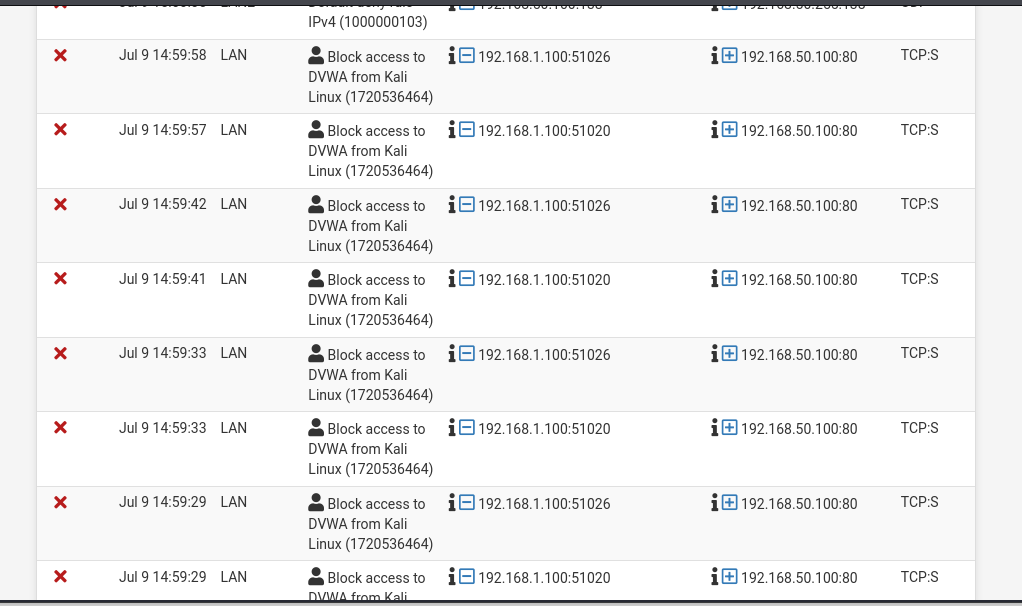 IPv4 (1000000103)
Jul 9 14:59:58 LAN Block access to 192.168.1.100:51026 192.168.50.100:80 TCP:S
DVWA from Kali
Linux (1720536464)
Jul 9 14:59:57 LAN Block access to 192.168.1.100:51020 192.168.50.100:80 TCP:S
DVWA from Kali
Linux (1720536464)
Jul 9 14:59:42 LAN Block access to 192.168.1.100:51026 192.168.50.100:80 TCP:S
DVWA from Kali
Linux (1720536464)
Jul 9 14:59:41 LAN Block access to 192.168.1.100:51020 192.168.50.100:80 TCP:S
DVWA from Kali
Linux (1720536464)
Jul 9 14:59:33 LAN Block access to 192.168.1.100:51026 192.168.50.100:80 TCP:S
DVWA from Kali
Linux (1720536464)
Jul 9 14:59:33 LAN Block access to 192.168.1.100:51020 192.168.50.100:80 TCP:S
DVWA from Kali
Linux (1720536464)
Jul 9 14:59:29 LAN Block access to 192.168.1.100:51026 192.168.50.100:80 TCP:S
DVWA from Kali
Linux (1720536464)
Jul 9 14:59:29 LAN Block access to 192.168.1.100:51020 192.168.50.100:80 TCP:S
DVWA from Kali